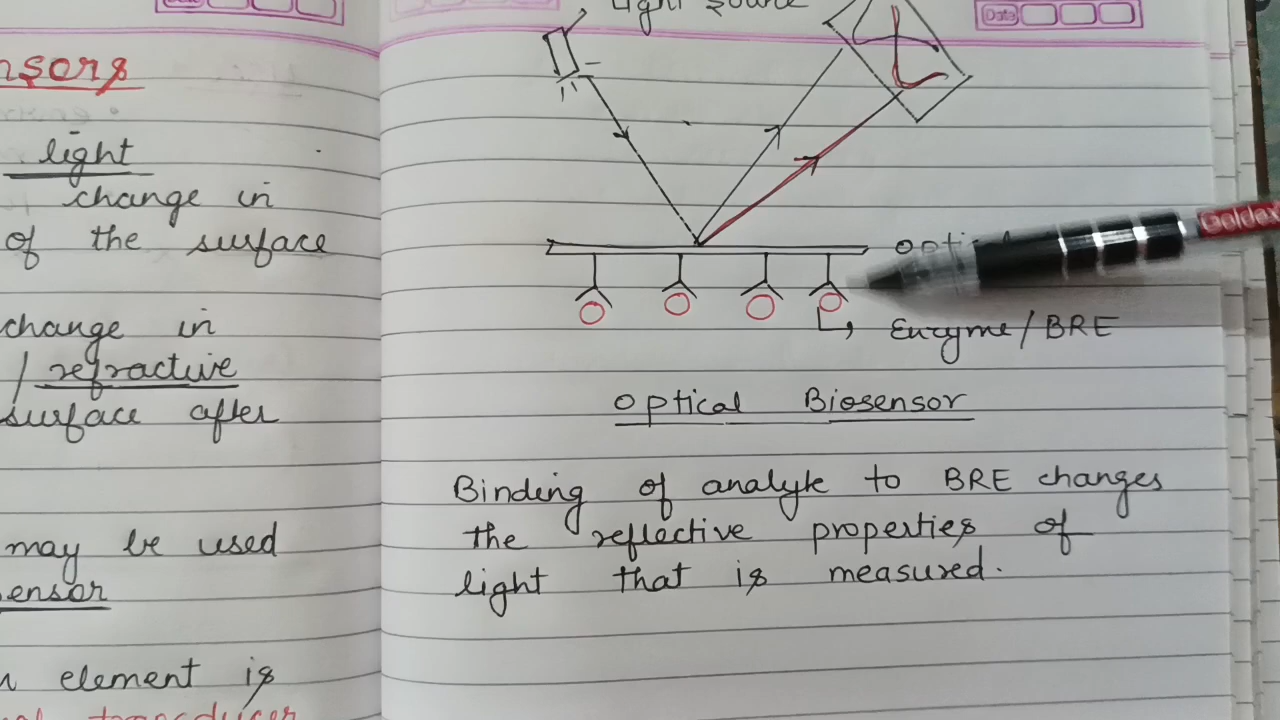 nsors
light
change in
of the surface
change in
/ refractive
surface after
may be used
ensor
element is
transducer
Light source
Date
Goldex
Enzyme/BRE
Optical Biosensor
Binding of analyte to BRE changes
the reflective properties of
light that is measured.